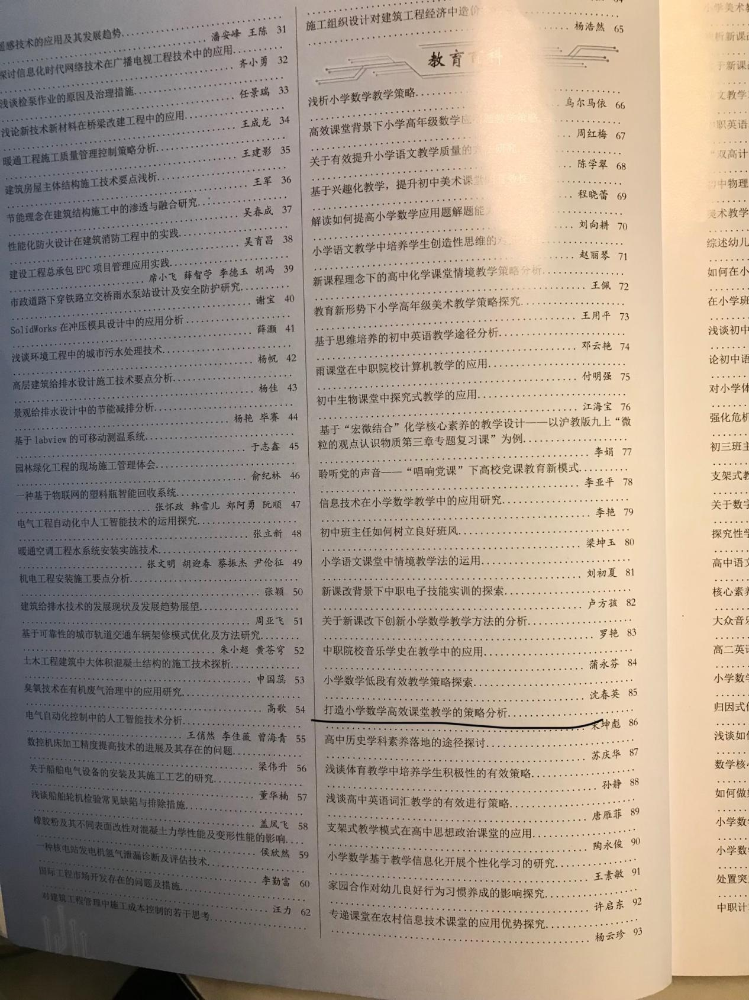 遥感技术的应用及其发展趋势
潘安峰 王陈 31
探讨信息化时代网络技术在广播电视工程技术中的应用
齐小勇 32
浅谈检泵作业的原因及治理措施
任景瑞 33
浅论新技术新材料在桥梁改建工程中的应用
王成龙 34
暖通工程施工质量管理控制策略分析
王建影 35
建筑房屋主体结构施工技术要点浅析
王军 36
节能理念在建筑结构施工中的渗透与融合研究
吴春成 37
性能化防火设计在建筑消防工程中的实践
吴育昌 38
建设工程总承包EPC项目管理应用实践
席小飞 薛智苧 李德玉 胡冯 39
市政道路下穿铁路立交桥雨水泵站设计及安全防护研究
谢宝 40
SolidWorks在冲压模具设计中的应用分析
薛灏 41
浅谈环境工程中的城市污水处理技术
杨帆 42
高层建筑给排水设计施工技术要点分析
杨佳 43
景观给排水设计中的节能减排分析
杨艳 毕赛 44
基于labview的可移动测温系统
于志鑫 45
园林绿化工程的现场施工管理体会
俞纪林 46
一种基于物联网的塑料瓶智能回收系统
张怀政 韩雪儿 郑阿勇 阮顺 47
电气工程自动化中人工智能技术的运用探究
张立新 48
暖通空调工程水系统安装实施技术
张文明 胡迎春 蔡振杰 尹伦征 49
机电工程安装施工要点分析
张颖 50
建筑给排水技术的发展现状及发展趋势展望
周亚飞 51
基于可靠性的城市轨道交通车辆架修模式优化及方法研究
朱小超 黄苍穹 52
土木工程建筑中大体积混凝土结构的施工技术探析
申国蕊 53
臭氧技术在有机废气治理中的应用研究
高歌 54
电气自动化控制中的人工智能技术分析
王俏然 李佳薇 曾海青 55
数控机床加工精度提高技术的进展及其存在的问题
梁伟升 56
关于船舶电气设备的安装及其施工工艺的研究
董华楠 57
浅谈船舶轮机检验常见缺陷与排除措施
盖凤飞 58
橡胶粉及其不同表面改性对混凝土力学性能及变形性能的影响
侯欣然 59
一种核电站发电机氢气泄漏诊断及评估技术
李勤富 60
国际工程市场开发存在的问题及措施
汪力 62
对建筑工程管理中施工成本控制的若干思考
64
施工组织设计对建筑工程经济中造价
杨浩然 65
教育百科
浅析小学数学教学策略
乌尔马依 66
高效课堂背景下小学高年级数学应用题教学策略
周红梅 67
关于有效提升小学语文教学质量的方法研究
陈学翠 68
基于兴趣化教学，提升初中美术课堂
程晓蕾 69
解读如何提高小学数学应用题解题能力
刘向耕 70
小学语文教学中培养学生创造性思维的
赵丽琴 71
新课程理念下的高中化学课堂情境教学策略分析
王佩 72
教育新形势下小学高年级美术教学策略探究
王用平 73
基于思维培养的初中英语教学途径分析
邓云艳 74
雨课堂在中职院校计算机教学的应用
付明强 75
初中生物课堂中探究式教学的应用
江海宝 76
基于“宏微结合”化学核心素养的教学设计——以沪教版九上“微
粒的观点认识物质第三章专题复习课”为例
李娟 77
聆听党的声音——“唱响党课”下高校党课教育新模式
李亚平 78
信息技术在小学数学教学中的应用研究
李艳 79
初中班主任如何树立良好班风
梁坤玉 80
小学语文课堂中情境教学法的运用
刘初夏 81
新课改背景下中职电子技能实训的探索
卢方孩 82
关于新课改下创新小学数学教学方法的分析
罗艳 83
中职院校音乐学史在教学中的应用
蒲永芬 84
小学数学低段有效教学策略探索
沈春英 85
打造小学数学高效课堂教学的策略分析
宋坤彪 86
高中历史学科素养落地的途径探讨
苏庆华 87
浅谈体育教学中培养学生积极性的有效策略
孙静 88
浅谈高中英语词汇教学的有效进行策略
唐雁菲 89
支架式教学模式在高中思想政治课堂的应用
陶永俊 90
小学数学基于教学信息化开展个性化学习的研究
王素敏 91
家园合作对幼儿良好行为习惯养成的影响探究
许启东 92
专递课堂在农村信息技术课堂的应用优势探究
杨云珍 93
小学美术教
析新课
于新课
文教学
中职英语
“双高计
初中物理
美术教学
综述幼儿
如何在小
在小学班
浅谈初中
论初中语
对小学体
强化危机
初三班主
支架式教
关于数学
探究性学
高中语文
核心素养
大众音乐
高二英语
小学数学
归因式
浅谈如何
数学核心
如何做好
小学数学
小学数学
处置突
中职计